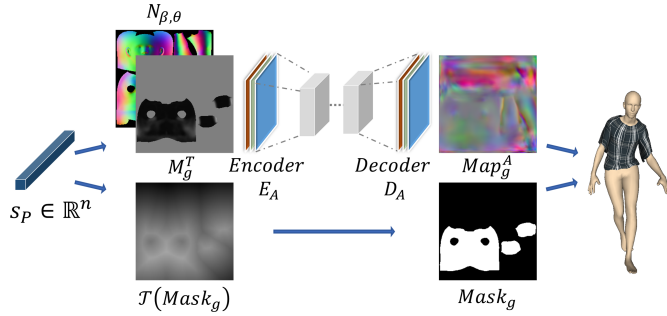 N_{β,θ}
M_g^T
Encoder
E_A
Decoder
D_A
Map_g^A
s_P ∈ ℝ^n
𝒯(Mask_g)
Mask_g